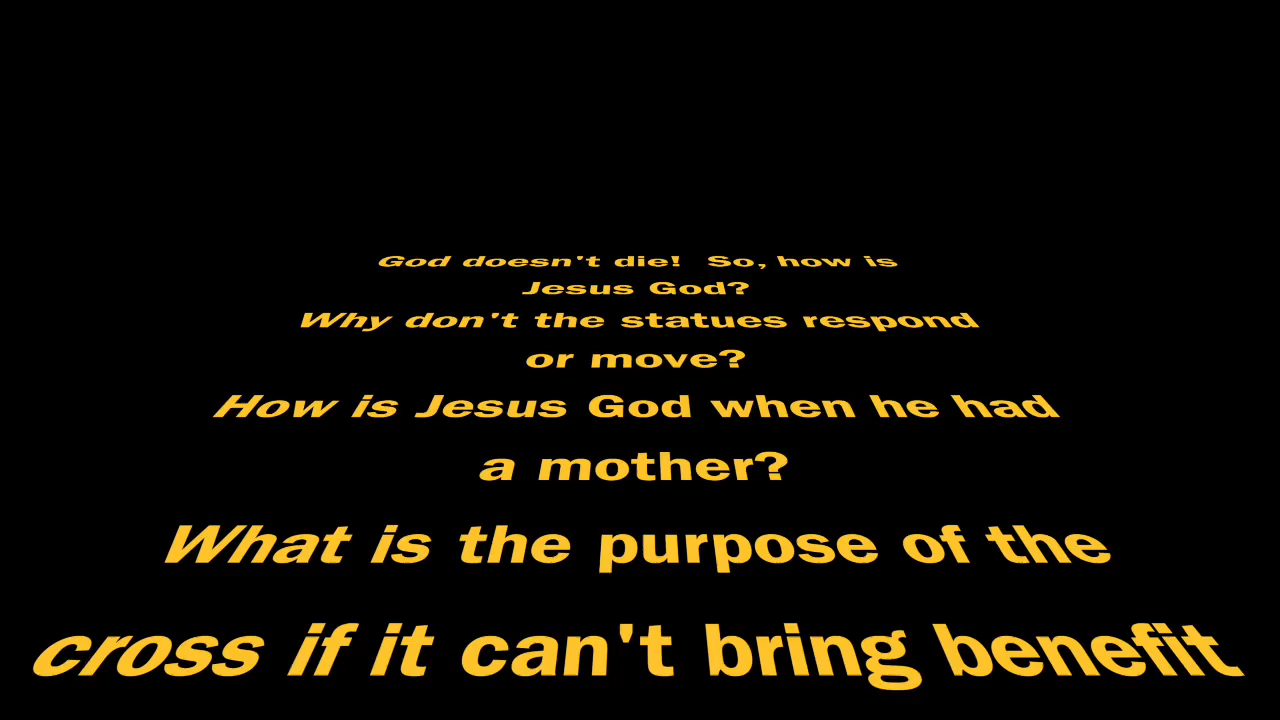 God doesn't die!  So, how is
Jesus God?
Why don't the statues respond
or move?
How is Jesus God when he had
a mother?
What is the purpose of the
cross if it can't bring benefit